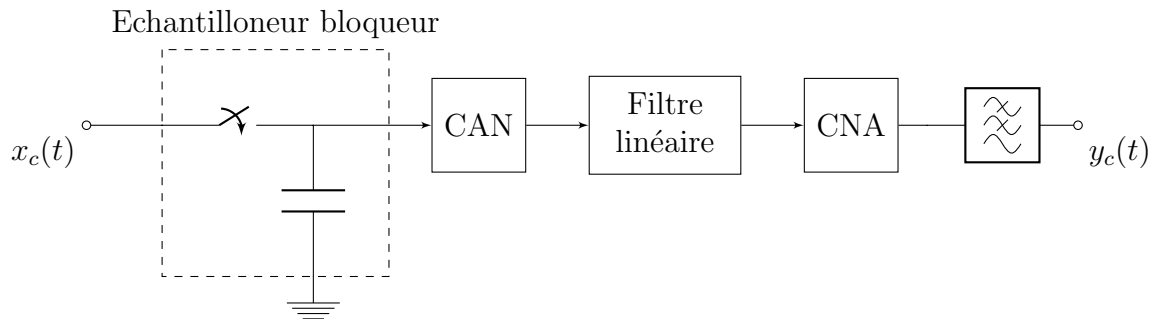 Echantilloneur bloqueur
x_c(t)
CAN
Filtre
linéaire
CNA
y_c(t)